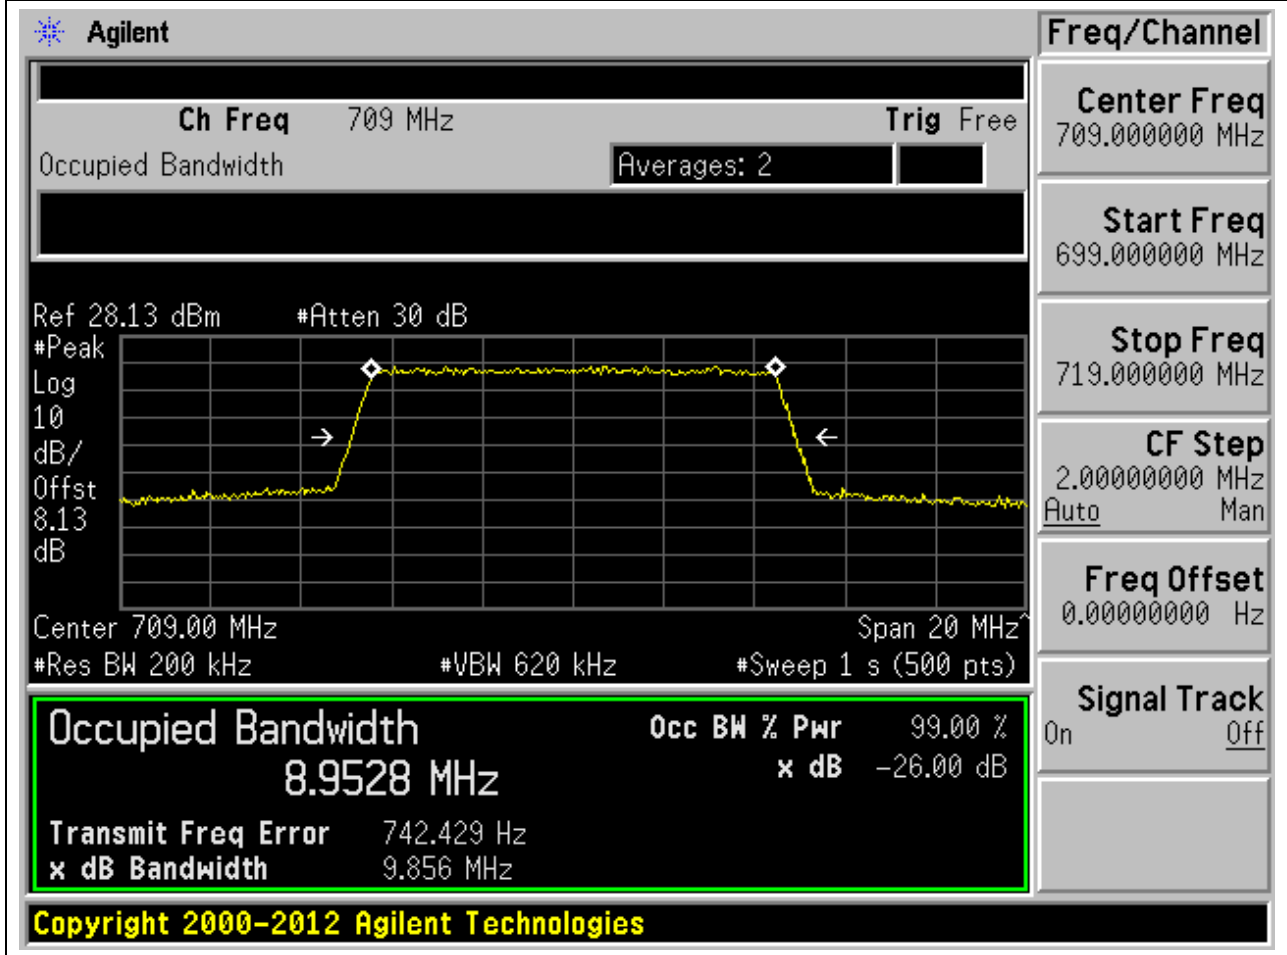 Agilent
Freq/Channel
Ch Freq 709 MHz Trig Free
Occupied Bandwidth Averages: 2
Ref 28.13 dBm #Atten 30 dB
#Peak
Log
10
dB/
Offst
8.13
dB
Center 709.00 MHz Span 20 MHz^
#Res BW 200 kHz #VBW 620 kHz #Sweep 1 s (500 pts)
Occupied Bandwidth
8.9528 MHz
Occ BW % Pwr 99.00 %
x dB -26.00 dB
Transmit Freq Error 742.429 Hz
x dB Bandwidth 9.856 MHz
Copyright 2000-2012 Agilent Technologies
Center Freq
709.000000 MHz
Start Freq
699.000000 MHz
Stop Freq
719.000000 MHz
CF Step
2.00000000 MHz
Auto Man
Freq Offset
0.00000000 Hz
Signal Track
On Off